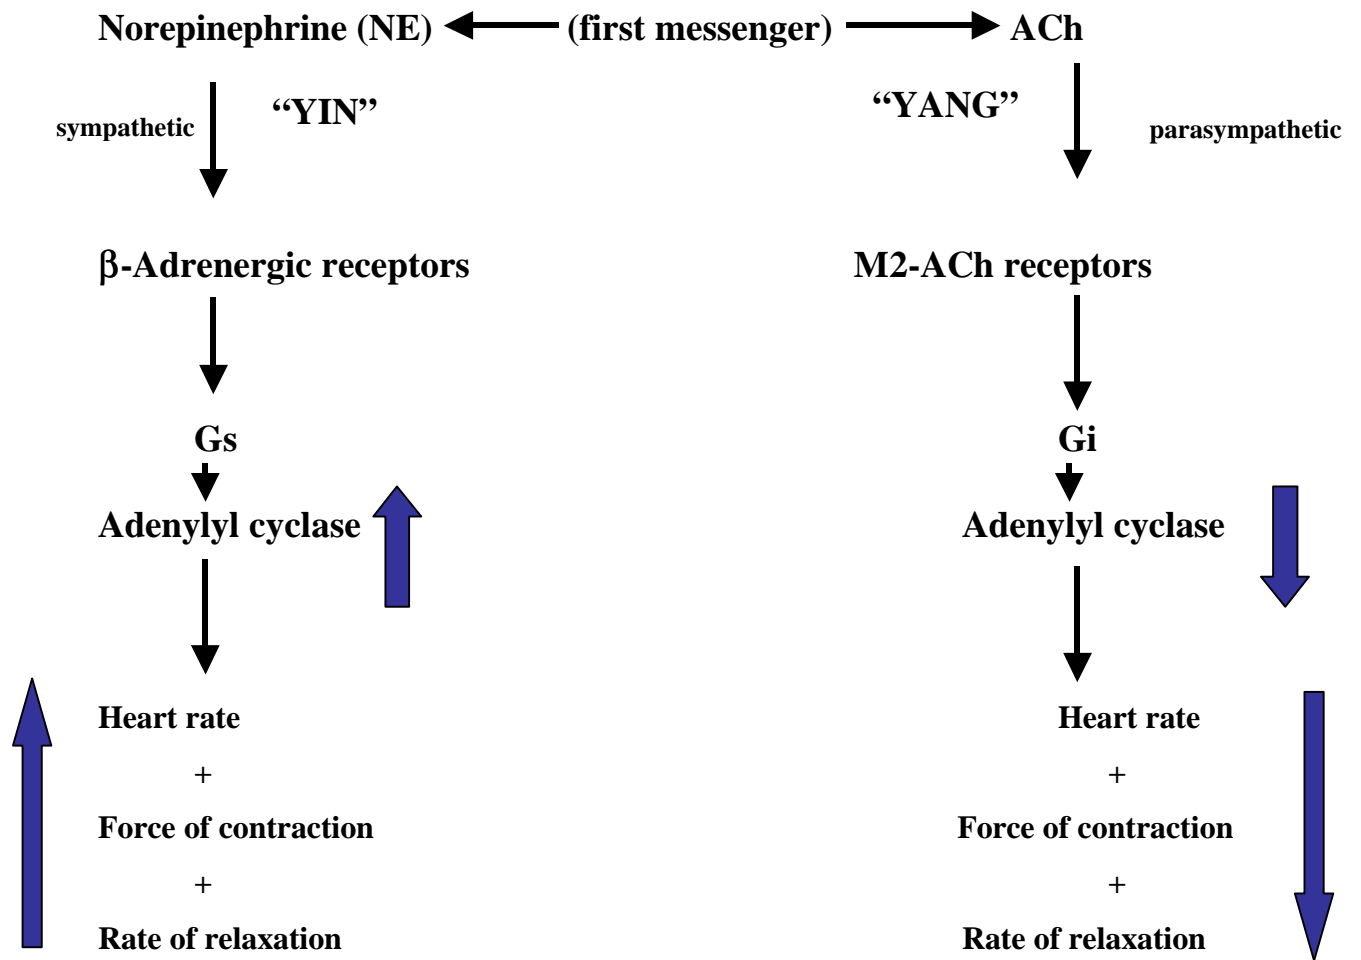 Norepinephrine (NE) (first messenger) ACh
“YIN” “YANG”
sympathetic parasympathetic
β-Adrenergic receptors M2-ACh receptors
Gs Gi
Adenylyl cyclase Adenylyl cyclase
Heart rate Heart rate
+ +
Force of contraction Force of contraction
+ +
Rate of relaxation Rate of relaxation